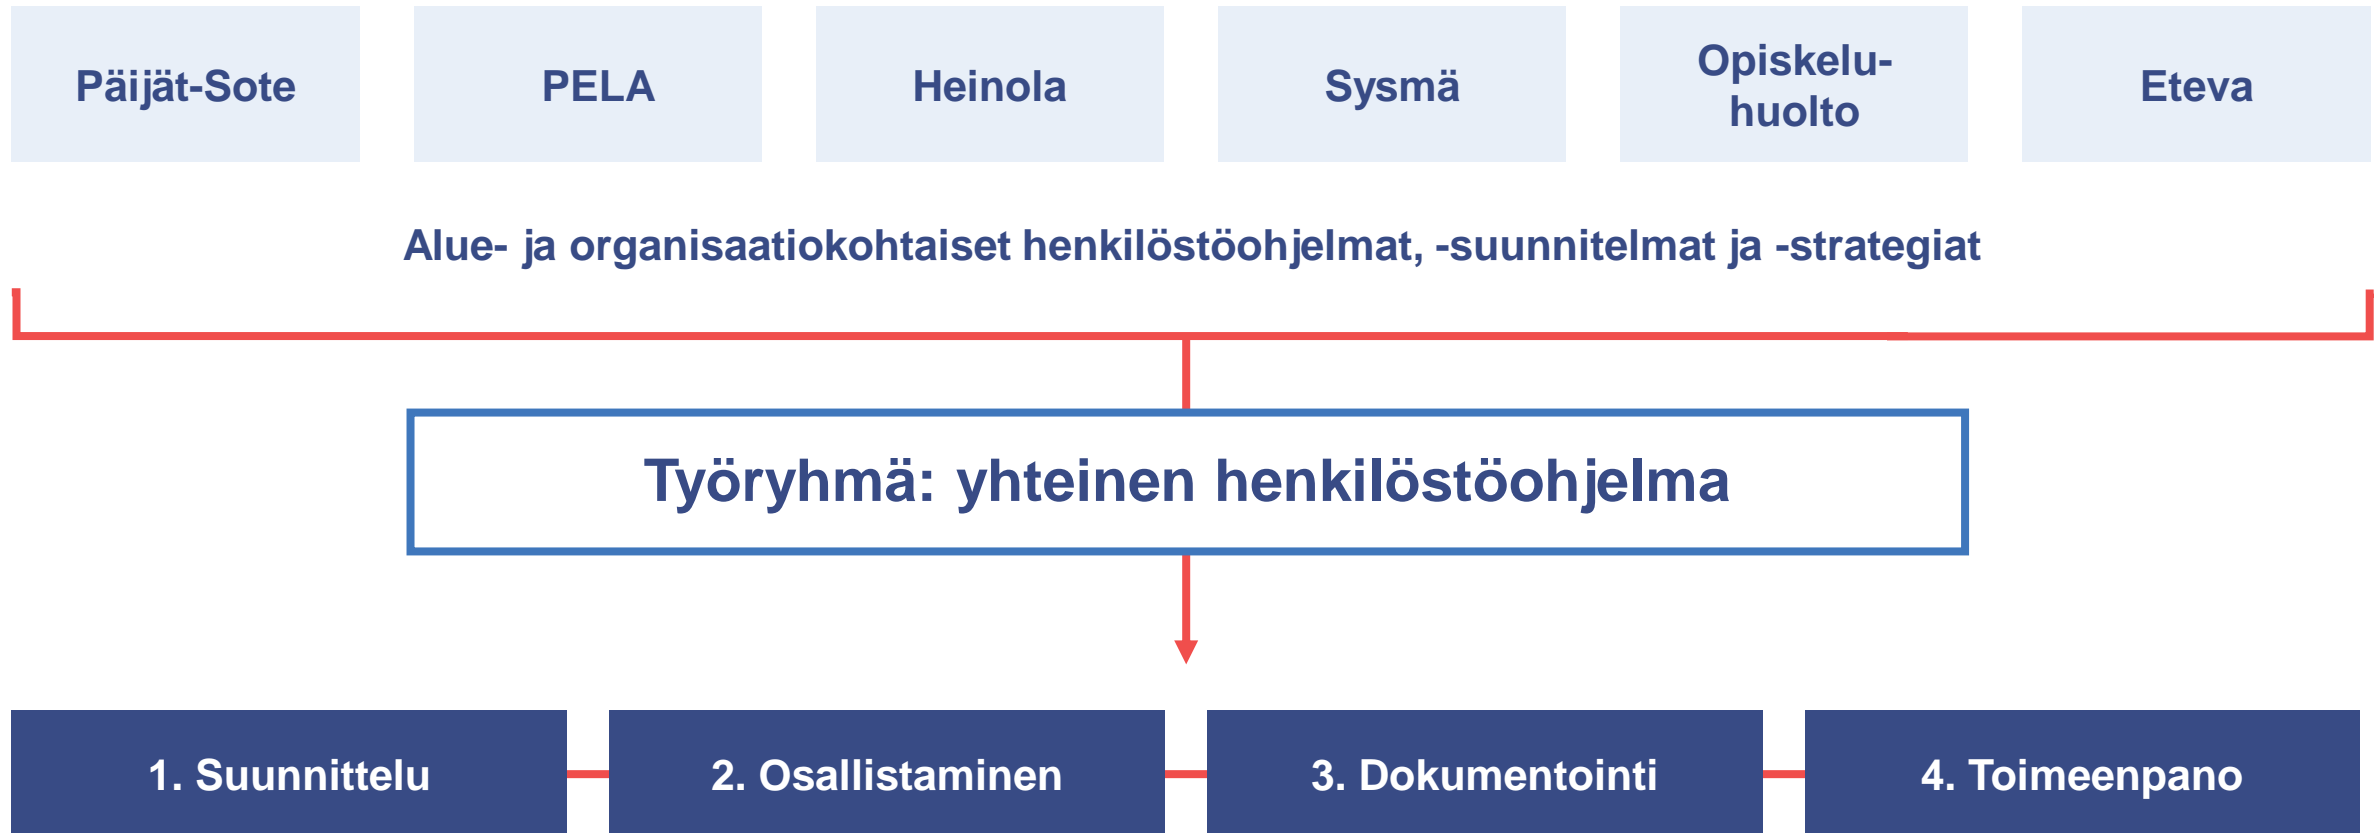 Päijät-Sote
PELA
Heinola
Sysmä
Opiskelu-
huolto
Eteva
Alue- ja organisaatiokohtaiset henkilöstöohjelmat, -suunnitelmat ja -strategiat
Työryhmä: yhteinen henkilöstöohjelma
1. Suunnittelu
2. Osallistaminen
3. Dokumentointi
4. Toimeenpano